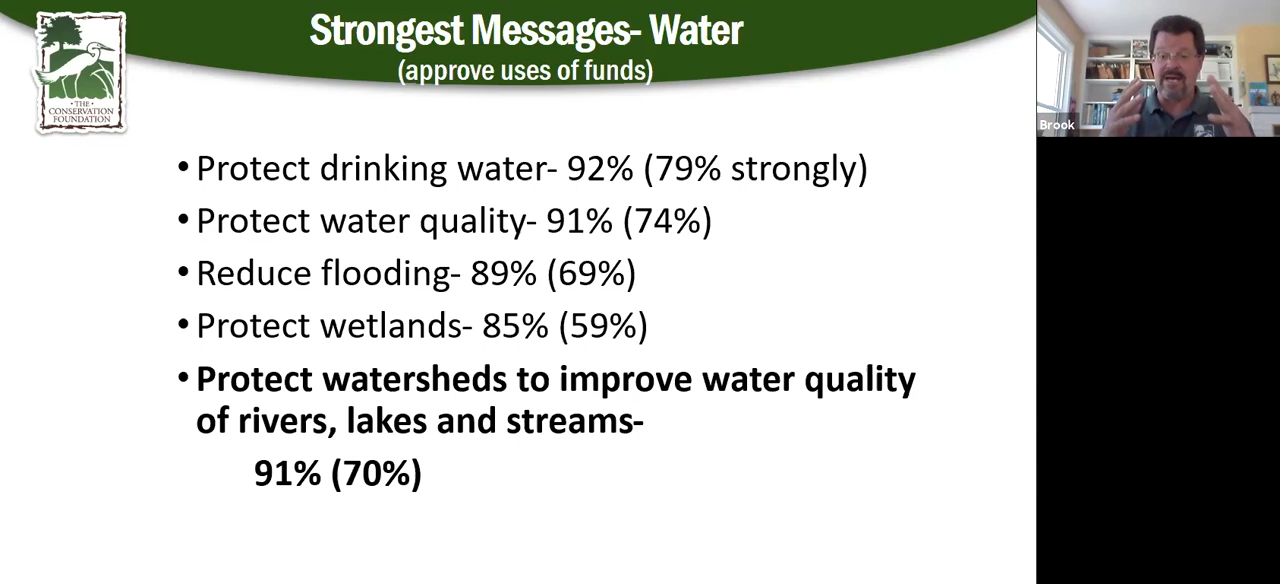 Strongest Messages- Water
(approve uses of funds)
• THE •
CONSERVATION
FOUNDATION
Brook
• Protect drinking water- 92% (79% strongly)
• Protect water quality- 91% (74%)
• Reduce flooding- 89% (69%)
• Protect wetlands- 85% (59%)
• Protect watersheds to improve water quality
of rivers, lakes and streams-
91% (70%)